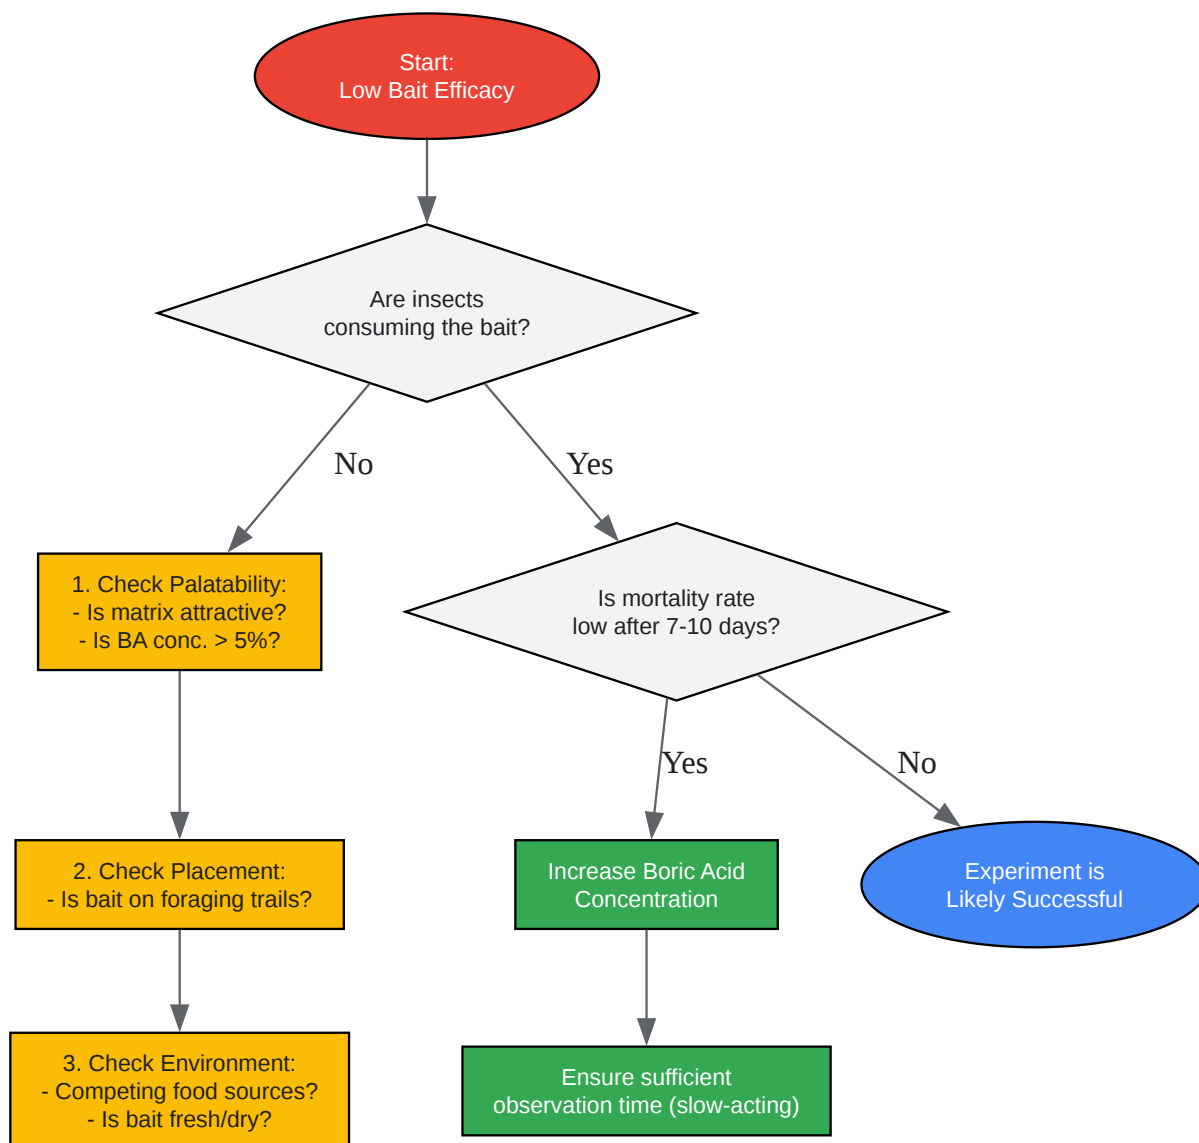 Start:
Low Bait Efficacy
Are insects
consuming the bait?
No
Yes
1. Check Palatability:
- Is matrix attractive?
- Is BA conc. > 5%?
Is mortality rate
low after 7-10 days?
Yes
No
2. Check Placement:
- Is bait on foraging trails?
Increase Boric Acid
Concentration
Experiment is
Likely Successful
3. Check Environment:
- Competing food sources?
- Is bait fresh/dry?
Ensure sufficient
observation time (slow-acting)